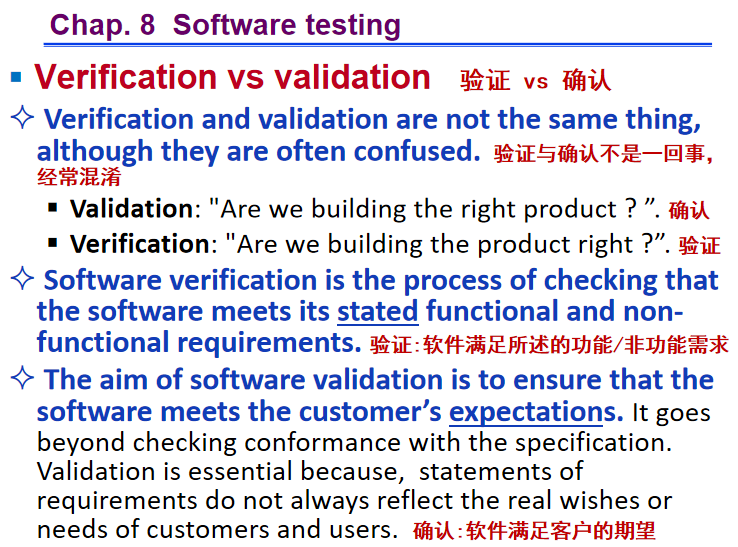 Chap. 8 Software testing
▪ Verification vs validation 验证 vs 确认
✧ Verification and validation are not the same thing,
although they are often confused. 验证与确认不是一回事，
经常混淆
▪ Validation: "Are we building the right product ? ”. 确认
▪ Verification: "Are we building the product right ?”. 验证
✧ Software verification is the process of checking that
the software meets its stated functional and non-
functional requirements. 验证：软件满足所述的功能/非功能需求
✧ The aim of software validation is to ensure that the
software meets the customer’s expectations. It goes
beyond checking conformance with the specification.
Validation is essential because, statements of
requirements do not always reflect the real wishes or
needs of customers and users. 确认：软件满足客户的期望